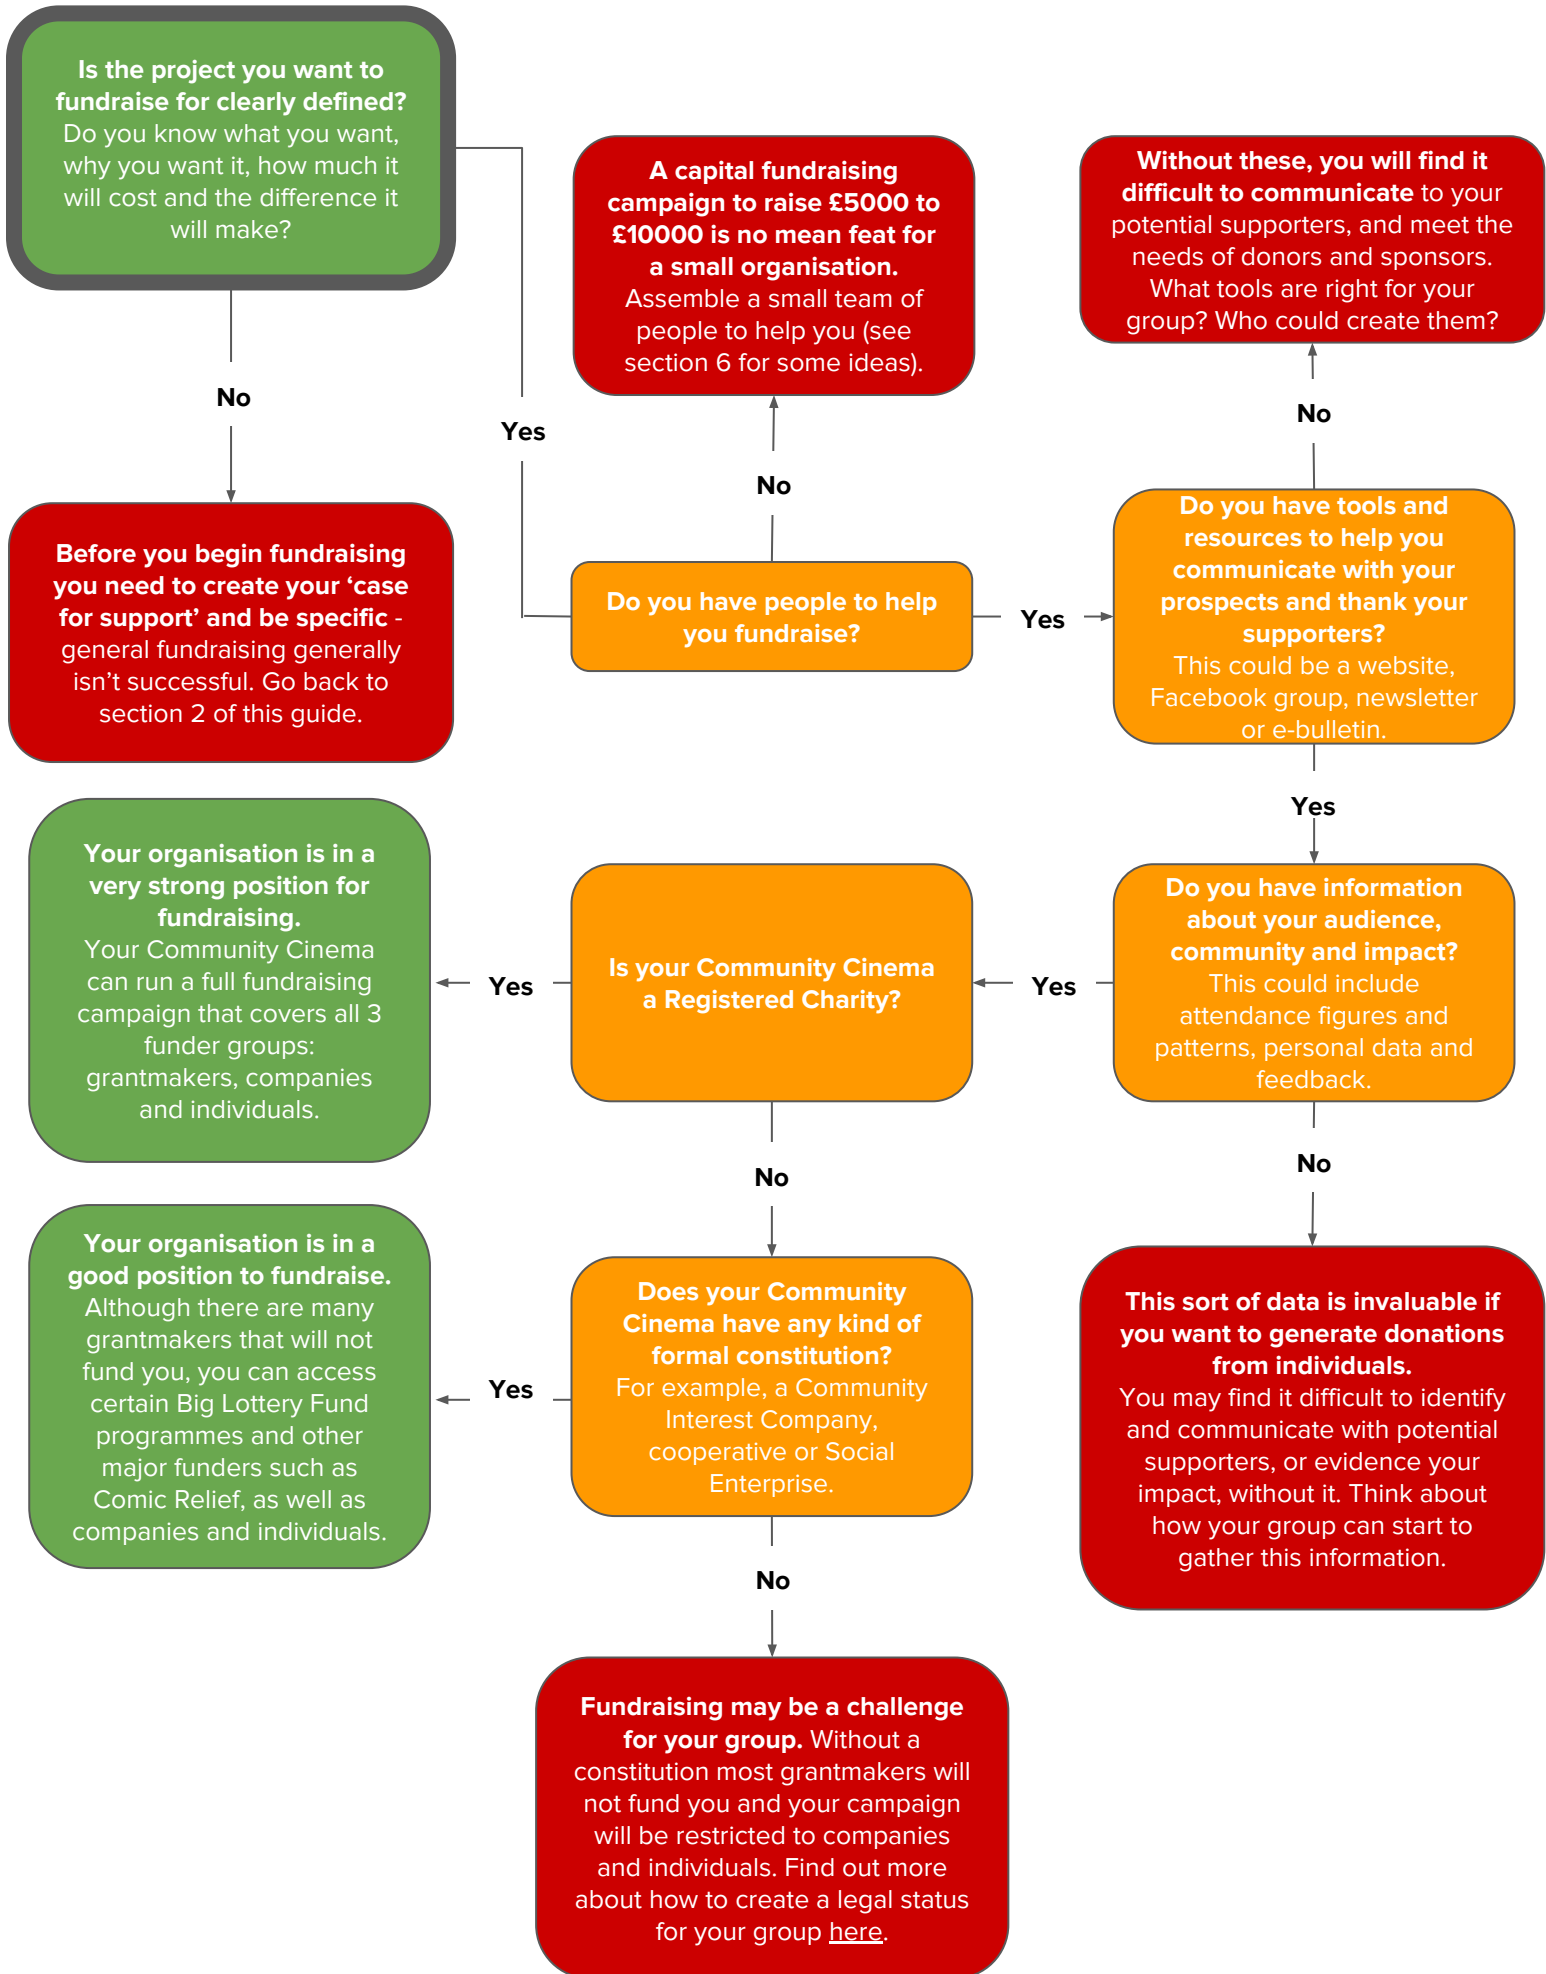 Is the project you want to
fundraise for clearly defined?
Do you know what you want,
why you want it, how much it
will cost and the difference it
will make?
No
Yes
Before you begin fundraising
you need to create your ‘case
for support’ and be specific -
general fundraising generally
isn’t successful. Go back to
section 2 of this guide.
A capital fundraising
campaign to raise £5000 to
£10000 is no mean feat for
a small organisation.
Assemble a small team of
people to help you (see
section 6 for some ideas).
No
Do you have people to help
you fundraise?
Yes
Without these, you will find it
difficult to communicate to your
potential supporters, and meet the
needs of donors and sponsors.
What tools are right for your
group? Who could create them?
No
Do you have tools and
resources to help you
communicate with your
prospects and thank your
supporters?
This could be a website,
Facebook group, newsletter
or e-bulletin.
Yes
Do you have information
about your audience,
community and impact?
This could include
attendance figures and
patterns, personal data and
feedback.
Yes
No
This sort of data is invaluable if
you want to generate donations
from individuals.
You may find it difficult to identify
and communicate with potential
supporters, or evidence your
impact, without it. Think about
how your group can start to
gather this information.
Is your Community Cinema
a Registered Charity?
Yes
Your organisation is in a
very strong position for
fundraising.
Your Community Cinema
can run a full fundraising
campaign that covers all 3
funder groups:
grantmakers, companies
and individuals.
No
Does your Community
Cinema have any kind of
formal constitution?
For example, a Community
Interest Company,
cooperative or Social
Enterprise.
Yes
Your organisation is in a
good position to fundraise.
Although there are many
grantmakers that will not
fund you, you can access
certain Big Lottery Fund
programmes and other
major funders such as
Comic Relief, as well as
companies and individuals.
No
Fundraising may be a challenge
for your group. Without a
constitution most grantmakers will
not fund you and your campaign
will be restricted to companies
and individuals. Find out more
about how to create a legal status
for your group here.